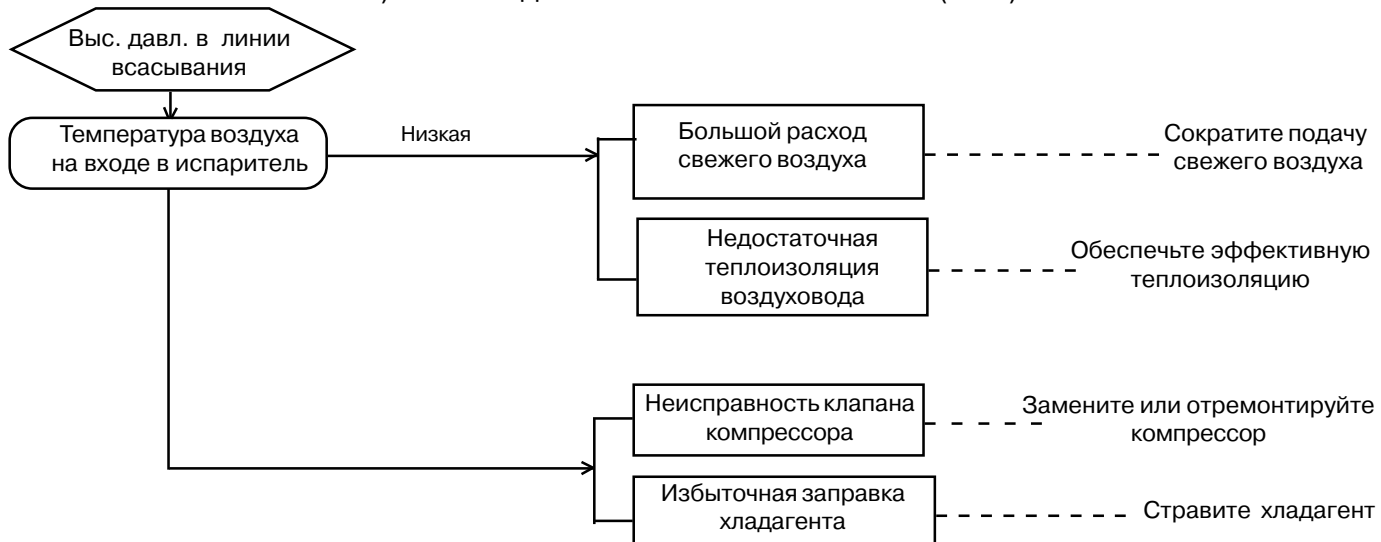 Выс. давл. в линии
всасывания
Температура воздуха
на входе в испаритель
Низкая
Большой расход
свежего воздуха
Сократите подачу
свежего воздуха
Недостаточная
теплоизоляция
воздуховода
Обеспечьте эффективную
теплоизоляцию
Неисправность клапана
компрессора
Замените или отремонтируйте
компрессор
Избыточная заправка
хладагента
Стравите хладагент